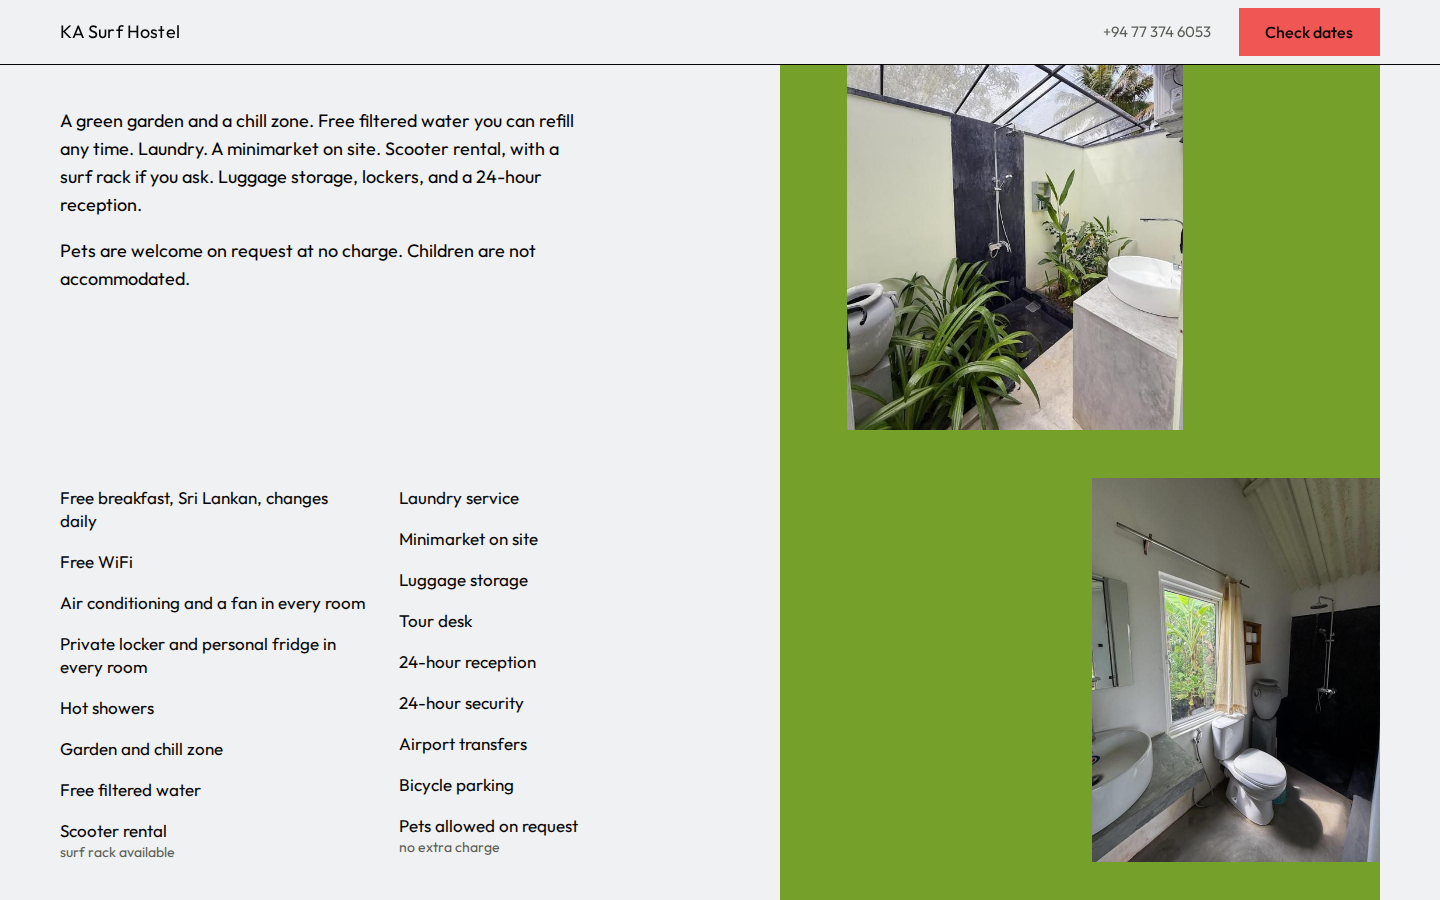 KA Surf Hostel
+94 77 374 6053
Check dates
A green garden and a chill zone. Free filtered water you can refill
any time. Laundry. A minimarket on site. Scooter rental, with a
surf rack if you ask. Luggage storage, lockers, and a 24-hour
reception.
Pets are welcome on request at no charge. Children are not
accommodated.
Free breakfast, Sri Lankan, changes
daily
Free WiFi
Air conditioning and a fan in every room
Private locker and personal fridge in
every room
Hot showers
Garden and chill zone
Free filtered water
Scooter rental
surf rack available
Laundry service
Minimarket on site
Luggage storage
Tour desk
24-hour reception
24-hour security
Airport transfers
Bicycle parking
Pets allowed on request
no extra charge